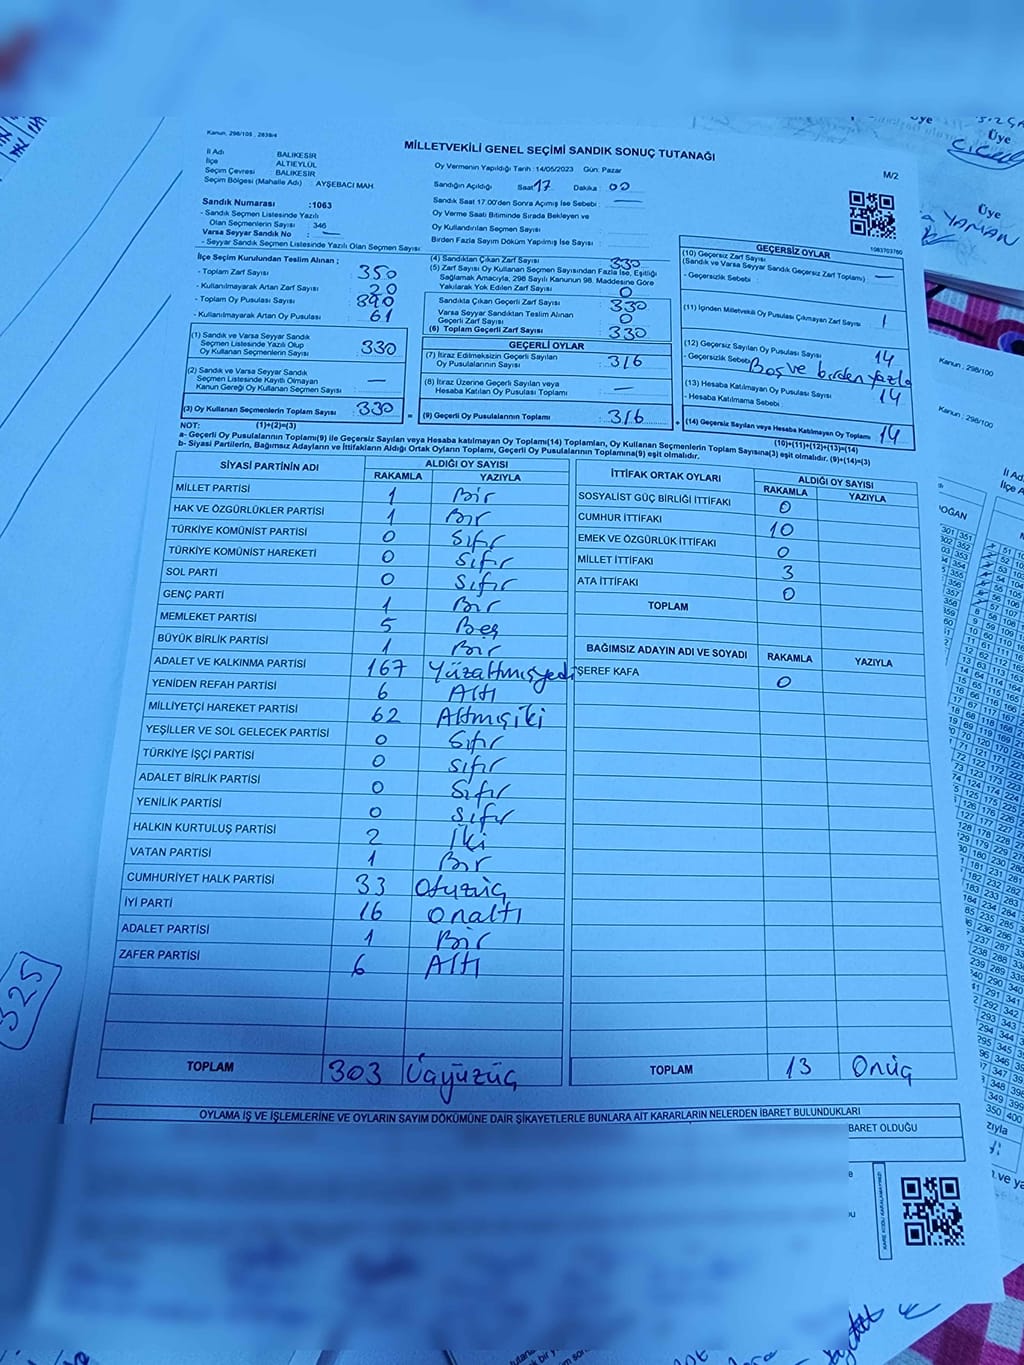 Kanun: 298/105 , 2839/4
MİLLETVEKİLİ GENEL SEÇİMİ SANDIK SONUÇ TUTANAĞI
M/2
İl Adı BALIKESİR
İlçe ALTIEYLÜL
Seçim Çevresi BALIKESİR
Seçim Bölgesi (Mahalle Adı) : AYŞEBACI MAH.
Oy Vermenin Yapıldığı Tarih : 14/05/2023 Gün: Pazar
Sandığın Açıldığı Saat 17 Dakika 00
Sandık Saat 17.00'den Sonra Açımış İse Sebebi : —
Oy Verme Saati Bitiminde Sırada Bekleyen ve
Oy Kullandırılan Seçmen Sayısı :
Birden Fazla Sayım Döküm Yapılmış İse Sayısı :
Sandık Numarası :1063
- Sandık Seçmen Listesinde Yazılı
Olan Seçmenlerin Sayısı : 346
Varsa Seyyar Sandık No : —
- Seyyar Sandık Seçmen Listesinde Yazılı Olan Seçmen Sayısı :
1063703760
İlçe Seçim Kurulundan Teslim Alınan ;
- Toplam Zarf Sayısı : 350
- Kullanılmayarak Artan Zarf Sayısı : 20
- Toplam Oy Pusulası Sayısı : 890
- Kullanılmayarak Artan Oy Pusulası : 61
(1) Sandık ve Varsa Seyyar Sandık
Seçmen Listesinde Yazılı Olup
Oy Kullanan Seçmenlerin Sayısı : 330
(2) Sandık ve Varsa Seyyar Sandık
Seçmen Listesinde Kayıtlı Olmayan
Kanun Gereği Oy Kullanan Seçmen Sayısı : —
(3) Oy Kullanan Seçmenlerin Toplam Sayısı : 330
(1)+(2)=(3)
(4) Sandıktan Çıkan Zarf Sayısı : 330
(5) Zarf Sayısı Oy Kullanan Seçmen Sayısından Fazla İse, Eşitliği
Sağlamak Amacıyla, 298 Sayılı Kanunun 98. Maddesine Göre
Yakılarak Yok Edilen Zarf Sayısı : 0
Sandıkta Çıkan Geçerli Zarf Sayısı : 330
Varsa Seyyar Sandıktan Teslim Alınan
Geçerli Zarf Sayısı : 0
(6) Toplam Geçerli Zarf Sayısı : 330
GEÇERLİ OYLAR
(7) İtiraz Edilmeksizin Geçerli Sayılan
Oy Pusulalarının Sayısı : 316
(8) İtiraz Üzerine Geçerli Sayılan veya
Hesaba Katılan Oy Pusulası Toplamı : —
= (9) Geçerli Oy Pusulalarının Toplamı : 316
GEÇERSİZ OYLAR
(10) Geçersiz Zarf Sayısı
(Sandık ve Varsa Seyyar Sandık Geçersiz Zarf Toplamı) : —
- Geçersizlik Sebebi :
(11) İçinden Milletvekili Oy Pusulası Çıkmayan Zarf Sayısı : 1
(12) Geçersiz Sayılan Oy Pusulası Sayısı : 14
- Geçersizlik Sebebi : Boş ve birden fazla
(13) Hesaba Katılmayan Oy Pusulası Sayısı : 14
- Hesaba Katılmama Sebebi :
+ (14) Geçersiz Sayılan veya Hesaba Katılmayan Oy Toplamı : 14
(10)+(11)+(12)+(13)=(14)
NOT:
a- Geçerli Oy Pusulalarının Toplamı(9) ile Geçersiz Sayılan veya Hesaba katılmayan Oy Toplamı(14) Toplamları, Oy Kullanan Seçmenlerin Toplam Sayısına(3) eşit olmalıdır. (9)+(14)=(3)
b- Siyasi Partilerin, Bağımsız Adayların ve İttifakların Aldığı Ortak Oyların Toplamı, Geçerli Oy Pusulalarının Toplamına(9) eşit olmalıdır.
SİYASİ PARTİNİN ADI ALDIĞI OY SAYISI
RAKAMLA YAZIYLA
MİLLET PARTİSİ 1 Bir
HAK VE ÖZGÜRLÜKLER PARTİSİ 1 Bir
TÜRKİYE KOMÜNİST PARTİSİ 0 Sıfır
TÜRKİYE KOMÜNİST HAREKETİ 0 Sıfır
SOL PARTİ 0 Sıfır
GENÇ PARTİ 1 Bir
MEMLEKET PARTİSİ 5 Beş
BÜYÜK BİRLİK PARTİSİ 1 Bir
ADALET VE KALKINMA PARTİSİ 167 Yüzaltmışyedi
YENİDEN REFAH PARTİSİ 6 Altı
MİLLİYETÇİ HAREKET PARTİSİ 62 Altmışiki
YEŞİLLER VE SOL GELECEK PARTİSİ 0 Sıfır
TÜRKİYE İŞÇİ PARTİSİ 0 Sıfır
ADALET BİRLİK PARTİSİ 0 Sıfır
YENİLİK PARTİSİ 0 Sıfır
HALKIN KURTULUŞ PARTİSİ 2 İki
VATAN PARTİSİ 1 Bir
CUMHURİYET HALK PARTİSİ 33 Otuzüç
İYİ PARTİ 16 Onaltı
ADALET PARTİSİ 1 Bir
ZAFER PARTİSİ 6 Altı
TOPLAM 303 Üçyüzüç
İTTİFAK ORTAK OYLARI ALDIĞI OY SAYISI
RAKAMLA YAZIYLA
SOSYALİST GÜÇ BİRLİĞİ İTTİFAKI 0
CUMHUR İTTİFAKI 10
EMEK VE ÖZGÜRLÜK İTTİFAKI 0
MİLLET İTTİFAKI 3
ATA İTTİFAKI 0
TOPLAM
BAĞIMSIZ ADAYIN ADI VE SOYADI RAKAMLA YAZIYLA
ŞEREF KAFA 0
TOPLAM 13 Onüç
OYLAMA İŞ VE İŞLEMLERİNE VE OYLARIN SAYIM DÖKÜMÜNE DAİR ŞİKAYETLERLE BUNLARA AİT KARARLARIN NELERDEN İBARET BULUNDUKLARI
BARET OLDUĞU
KARE KODU KARALAMAYINIZ!
325
Üye
Üye
Üye
YAMAN
Kanun : 298/100
Kanun : 298/100